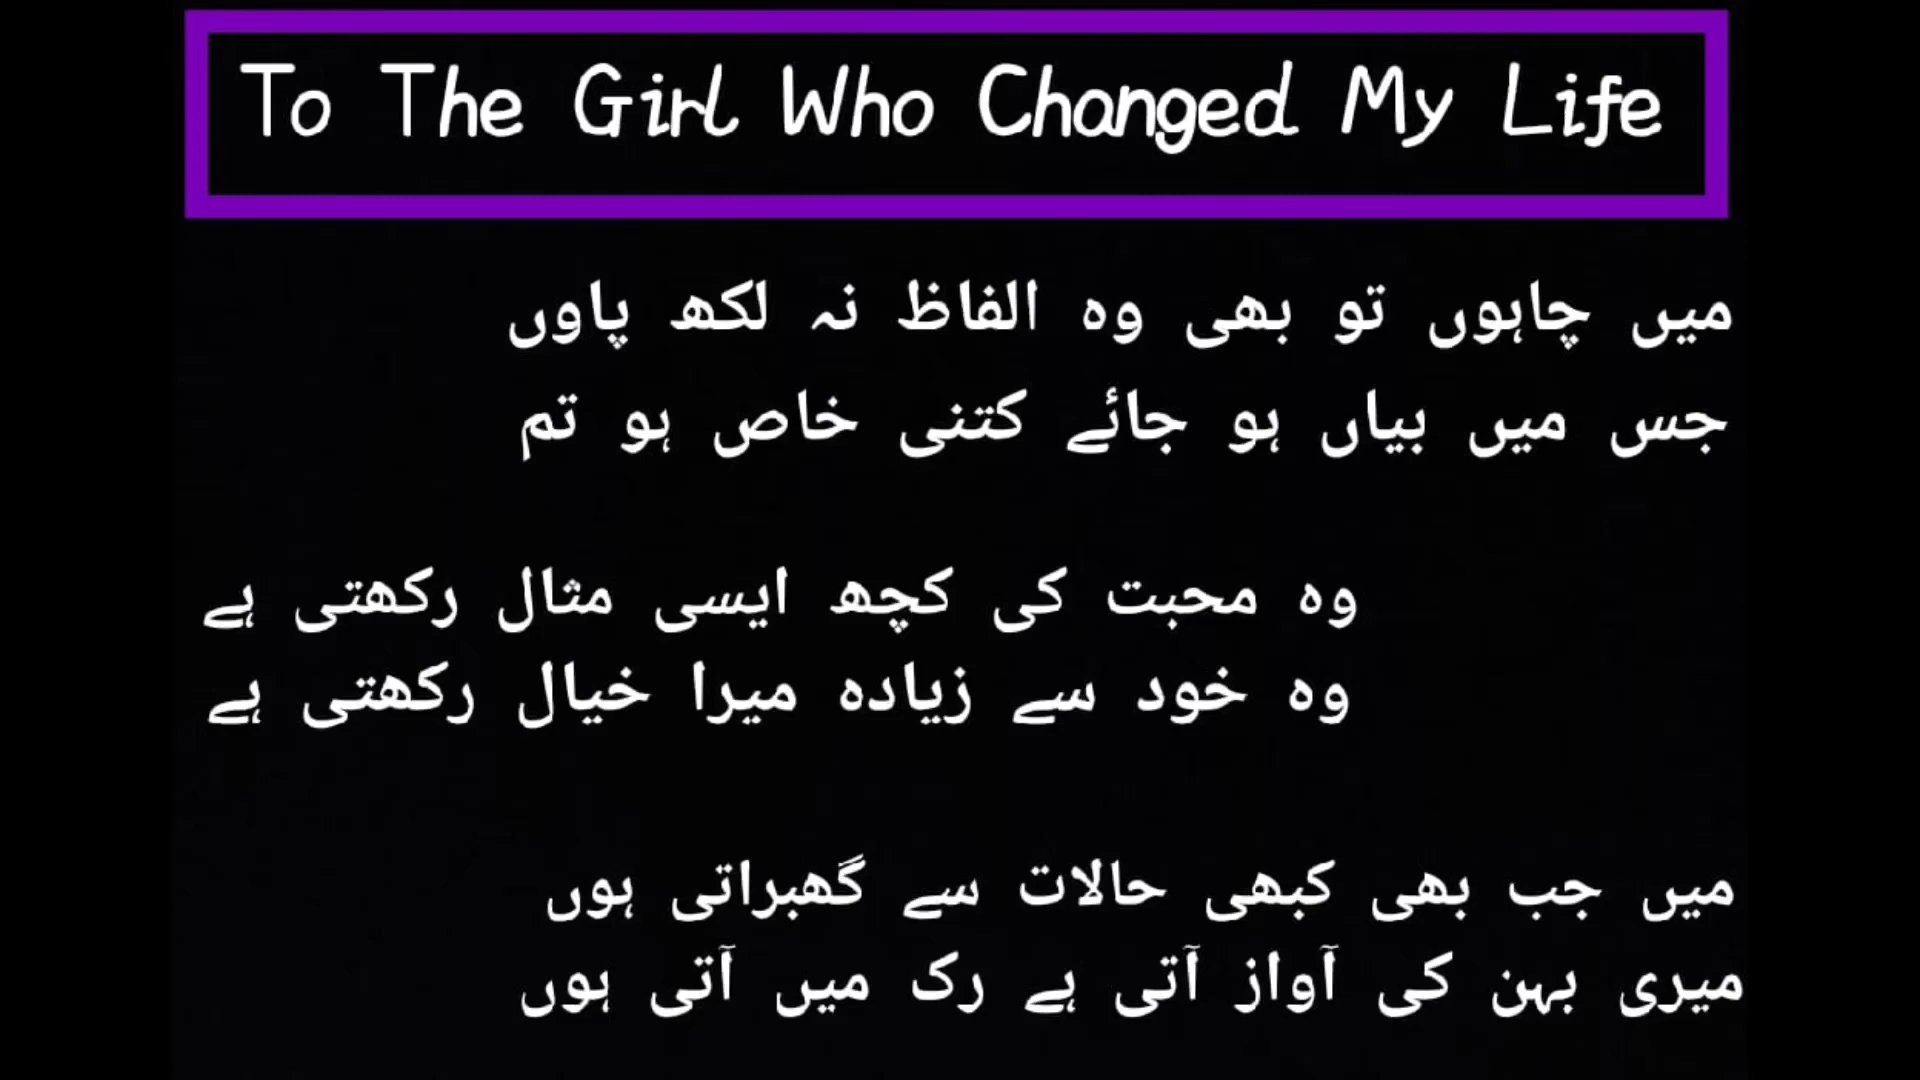 To The Girl Who Changed My Life
میں چاہوں تو بھی وہ الفاظ نہ لکھ پاوں
جس میں بیاں ہو جائے کتنی خاص ہو تم
وہ محبت کی کچھ ایسی مثال رکھتی ہے
وہ خود سے زیادہ میرا خیال رکھتی ہے
میں جب بھی کبھی حالات سے گھبراتی ہوں
میری بہن کی آواز آتی ہے رک میں آتی ہوں